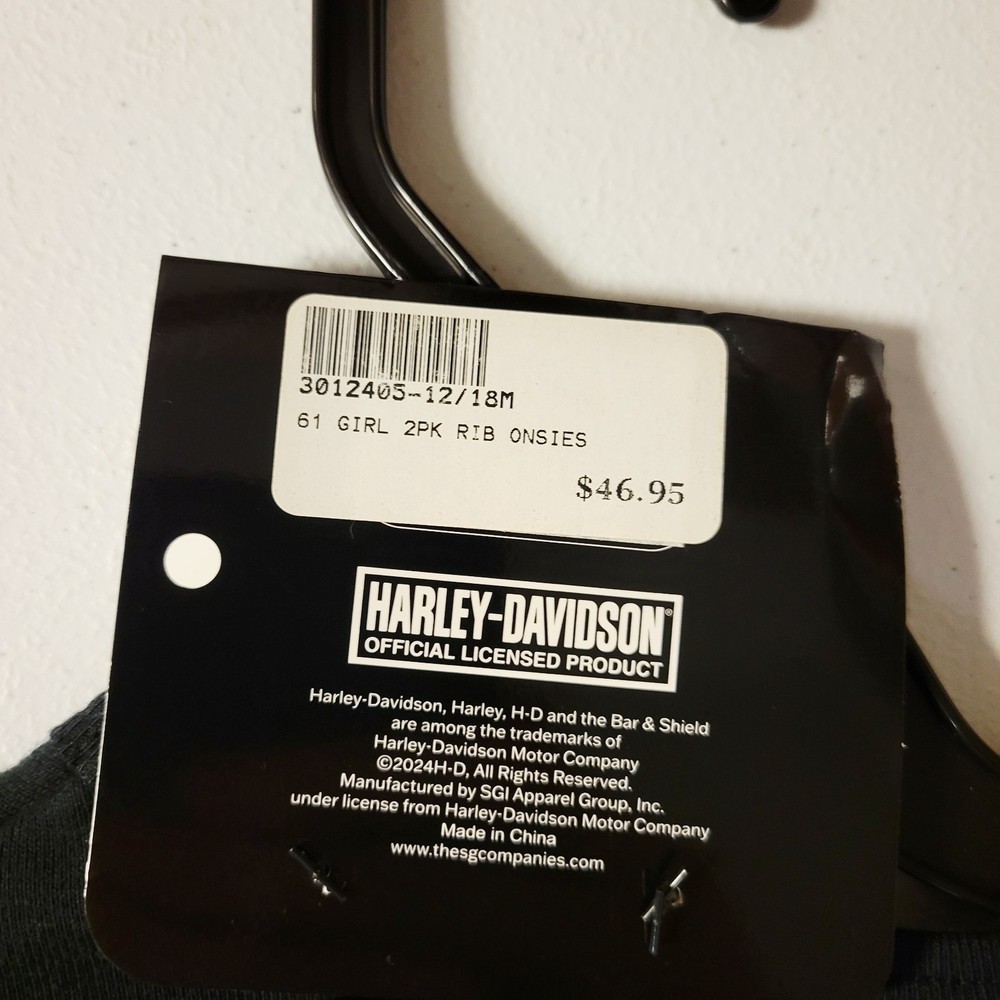 3012405-12/18M
61 GIRL 2PK RIB ONSIES
$46.95
HARLEY-DAVIDSON®
OFFICIAL LICENSED PRODUCT
Harley-Davidson, Harley, H-D and the Bar & Shield
are among the trademarks of
Harley-Davidson Motor Company
©2024H-D, All Rights Reserved.
Manufactured by SGI Apparel Group, Inc.
under license from Harley-Davidson Motor Company
Made in China
www.thesgcompanies.com